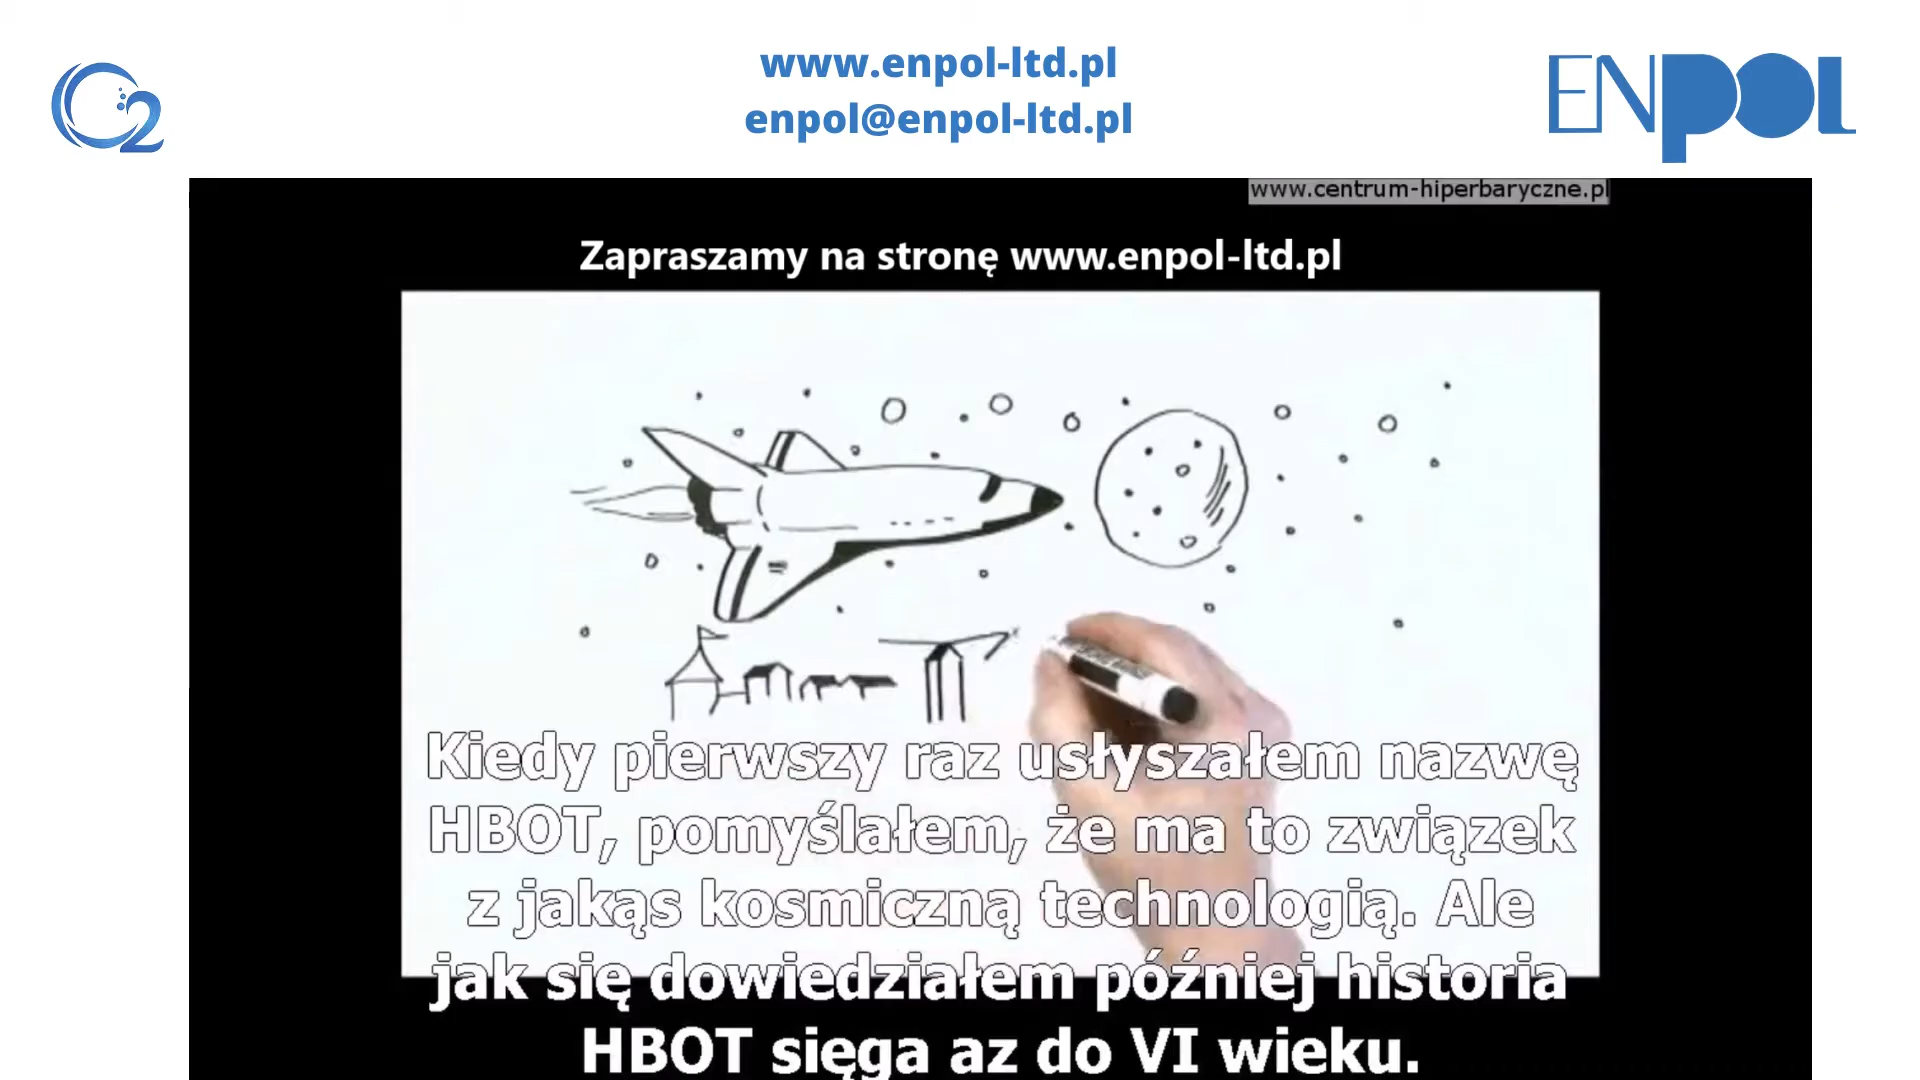 www.enpol-ltd.pl
enpol@enpol-ltd.pl
O2
ENPOL
www.centrum-hiperbaryczne.pl
Zapraszamy na stronę www.enpol-ltd.pl
Kiedy pierwszy raz usłyszałem nazwę
HBOT, pomyślałem, że ma to związek
z jakąs kosmiczną technologią. Ale
jak się dowiedziałem później historia
HBOT sięga az do VI wieku.